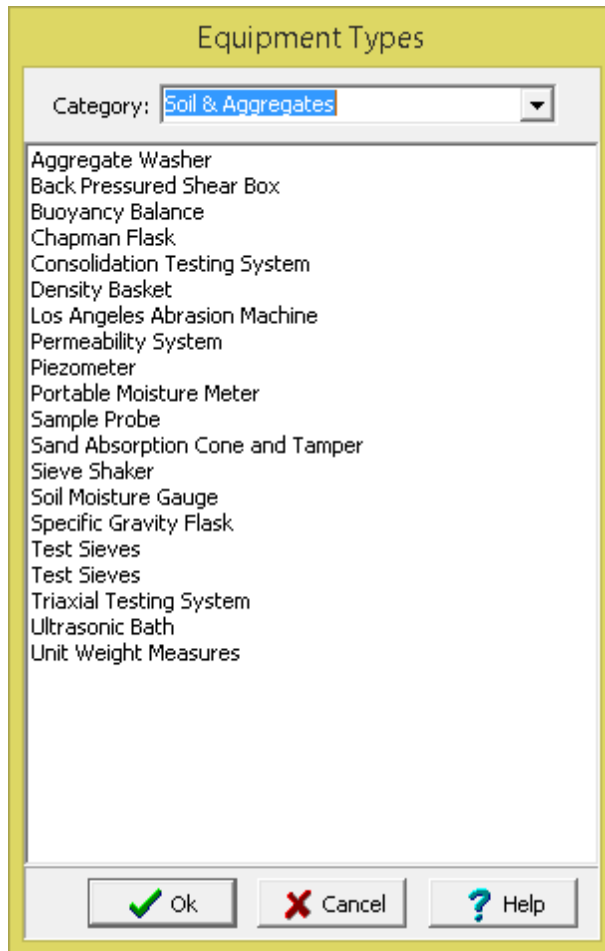 Equipment Types
Category: Soil & Aggregates
Aggregate Washer
Back Pressured Shear Box
Buoyancy Balance
Chapman Flask
Consolidation Testing System
Density Basket
Los Angeles Abrasion Machine
Permeability System
Piezometer
Portable Moisture Meter
Sample Probe
Sand Absorption Cone and Tamper
Sieve Shaker
Soil Moisture Gauge
Specific Gravity Flask
Test Sieves
Test Sieves
Triaxial Testing System
Ultrasonic Bath
Unit Weight Measures
Ok Cancel Help